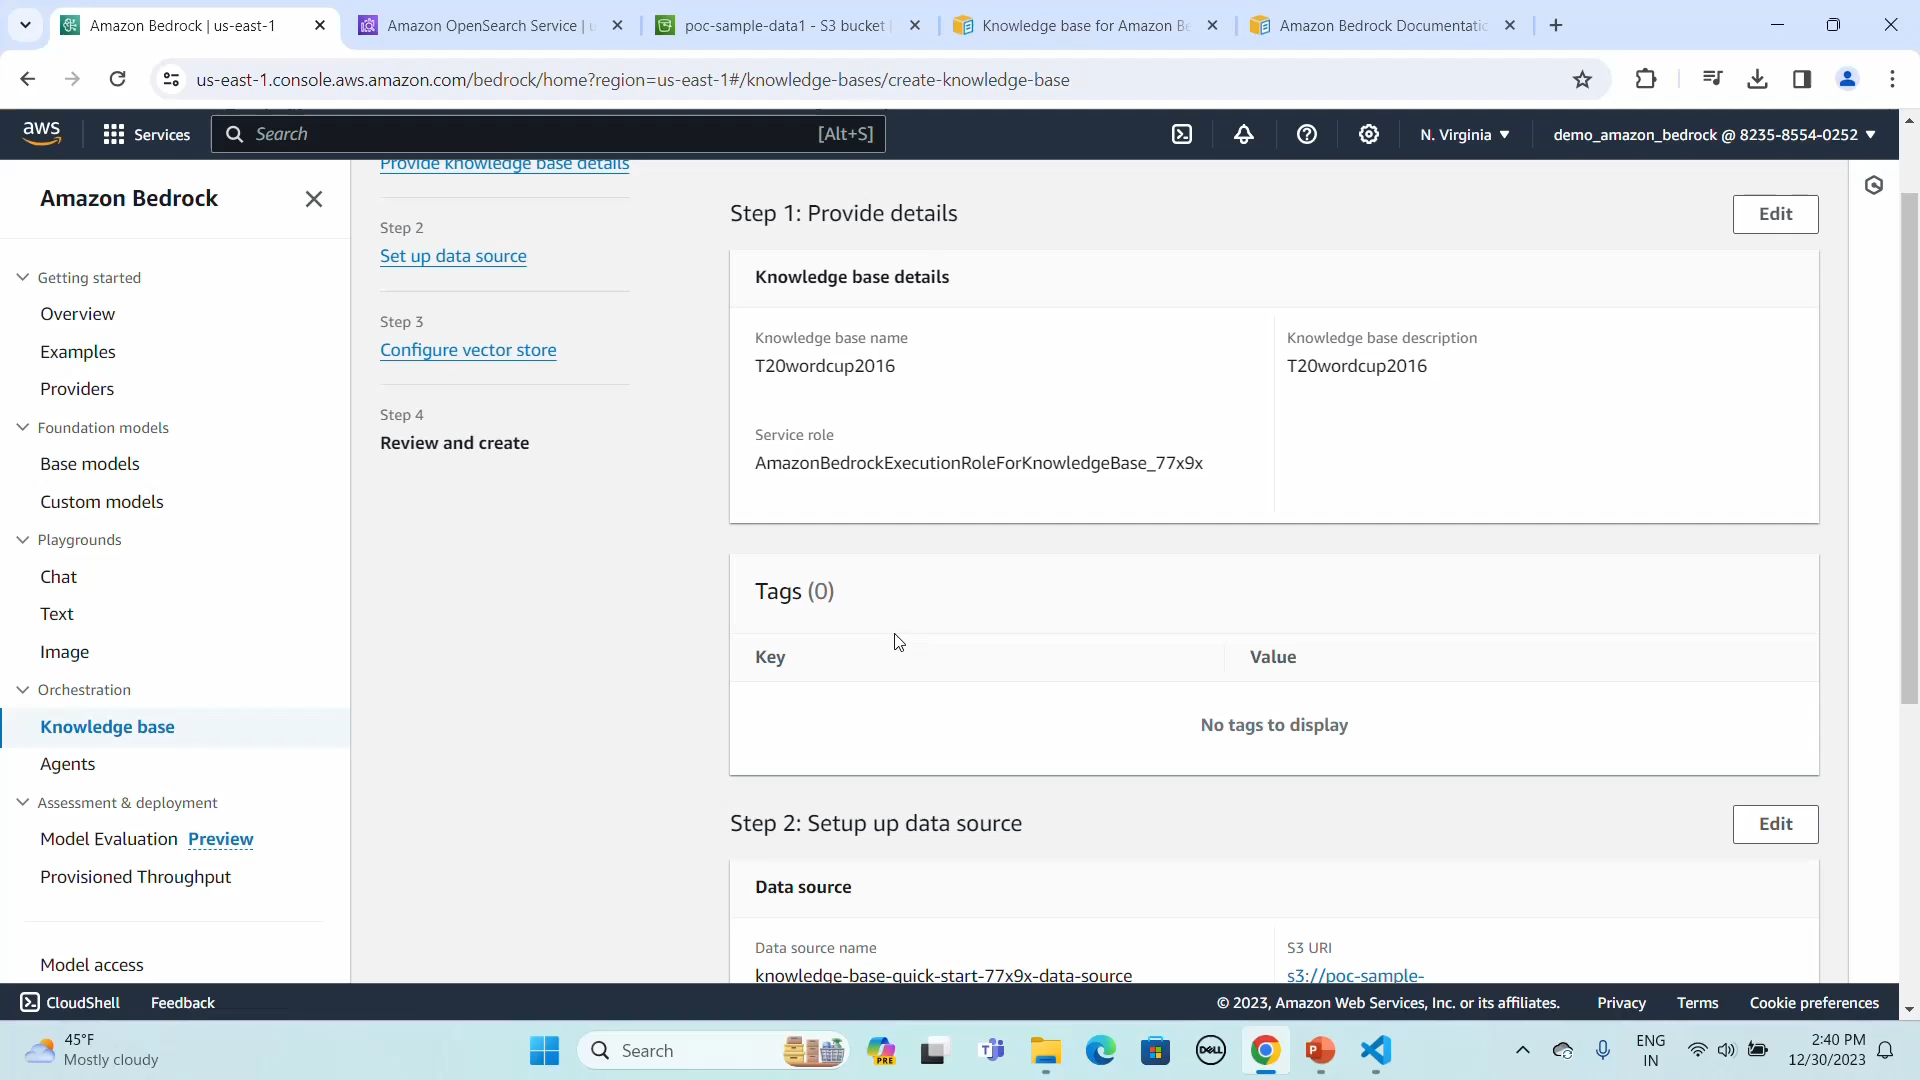 Amazon Bedrock | us-east-1
Amazon OpenSearch Service | u
poc-sample-data1 - S3 bucket |
Knowledge base for Amazon Be
Amazon Bedrock Documentatic
us-east-1.console.aws.amazon.com/bedrock/home?region=us-east-1#/knowledge-bases/create-knowledge-base
aws
Services
Search
[Alt+S]
N. Virginia
demo_amazon_bedrock @ 8235-8554-0252
Amazon Bedrock
Getting started
Overview
Examples
Providers
Foundation models
Base models
Custom models
Playgrounds
Chat
Text
Image
Orchestration
Knowledge base
Agents
Assessment & deployment
Model Evaluation Preview
Provisioned Throughput
Model access
Provide knowledge base details
Step 2
Set up data source
Step 3
Configure vector store
Step 4
Review and create
Step 1: Provide details
Edit
Knowledge base details
Knowledge base name
T20wordcup2016
Knowledge base description
T20wordcup2016
Service role
AmazonBedrockExecutionRoleForKnowledgeBase_77x9x
Tags (0)
Key
Value
No tags to display
Step 2: Setup up data source
Edit
Data source
Data source name
knowledge-base-quick-start-77x9x-data-source
S3 URI
s3://poc-sample-
CloudShell
Feedback
© 2023, Amazon Web Services, Inc. or its affiliates.
Privacy
Terms
Cookie preferences
45°F
Mostly cloudy
Search
PRE
DELL
ENG
IN
2:40 PM
12/30/2023